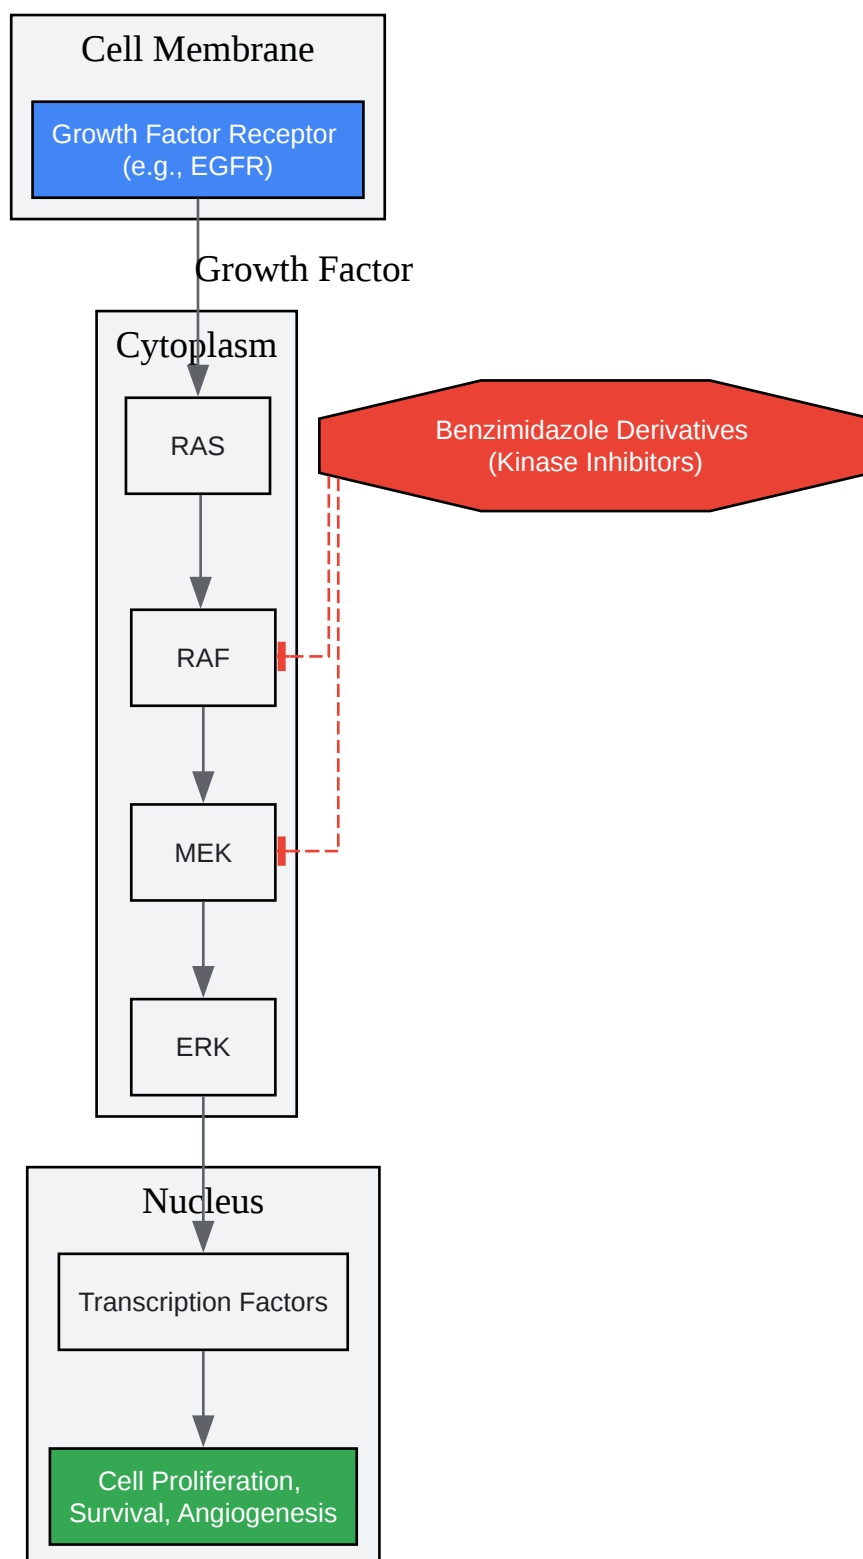 Cell Membrane
Growth Factor Receptor
(e.g., EGFR)
Growth Factor
Cytoplasm
RAS
Benzimidazole Derivatives
(Kinase Inhibitors)
RAF
MEK
ERK
Nucleus
Transcription Factors
Cell Proliferation,
Survival, Angiogenesis